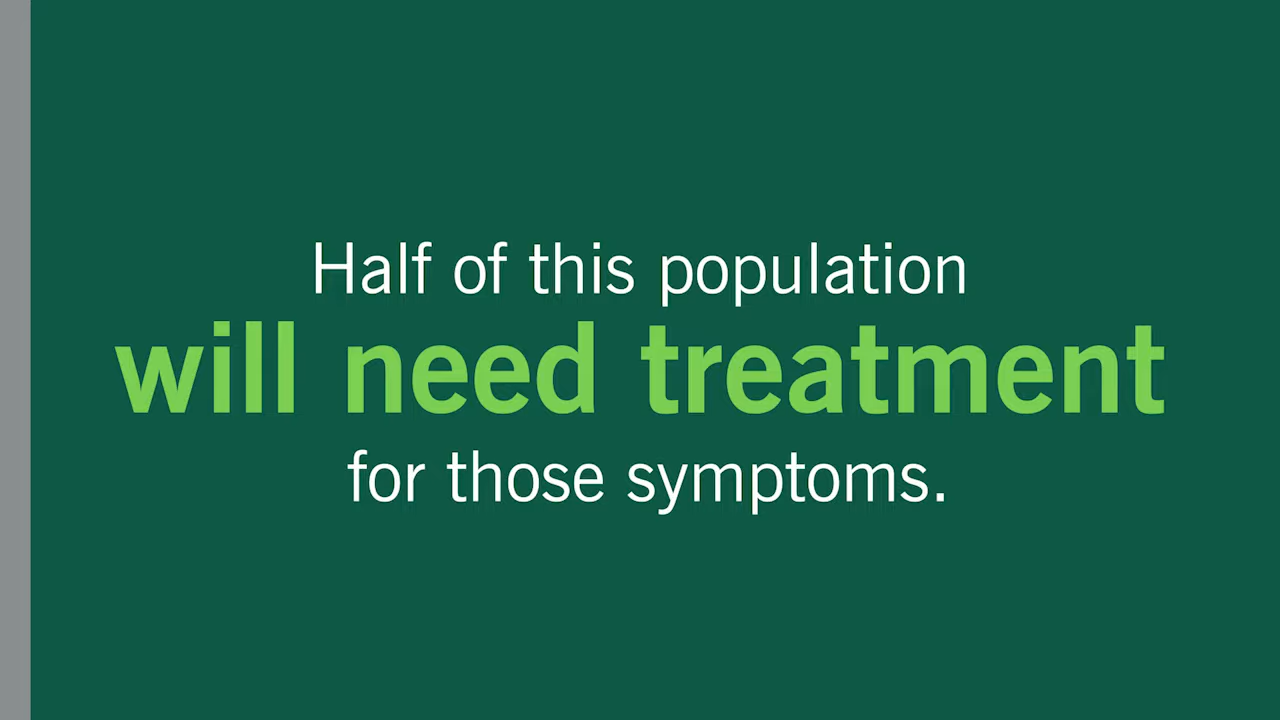 Half of this population
will need treatment
for those symptoms.